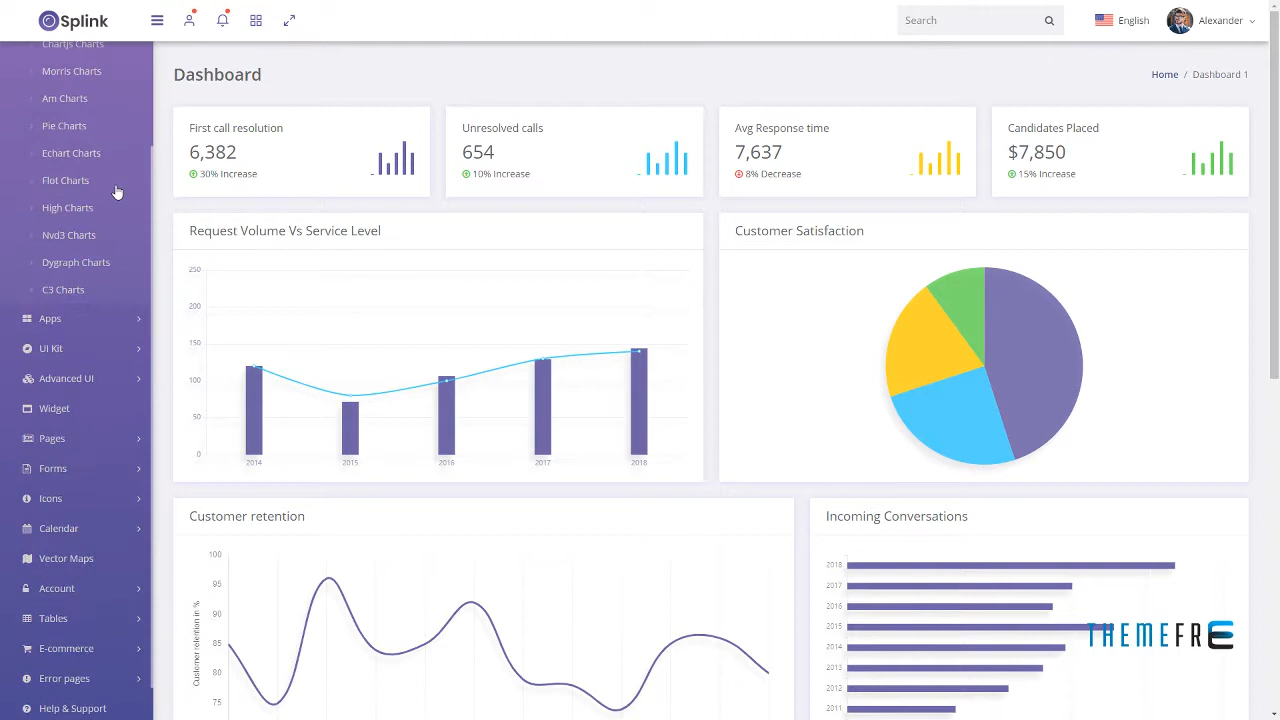 Splink
Search
English
Alexander
Chartjs Charts
Morris Charts
Am Charts
Pie Charts
Echart Charts
Flot Charts
High Charts
Nvd3 Charts
Dygraph Charts
C3 Charts
Apps
UI Kit
Advanced UI
Widget
Pages
Forms
Icons
Calendar
Vector Maps
Account
Tables
E-commerce
Error pages
Help & Support
Dashboard
Home / Dashboard 1
First call resolution
6,382
30% Increase
Unresolved calls
654
10% Increase
Avg Response time
7,637
8% Decrease
Candidates Placed
$7,850
15% Increase
Request Volume Vs Service Level
250
200
150
100
50
0
2014 2015 2016 2017 2018
Customer Satisfaction
Customer retention
Customer retention in %
100
95
90
85
80
75
Incoming Conversations
2018
2017
2016
2015
2014
2013
2012
2011
THEMEFRE